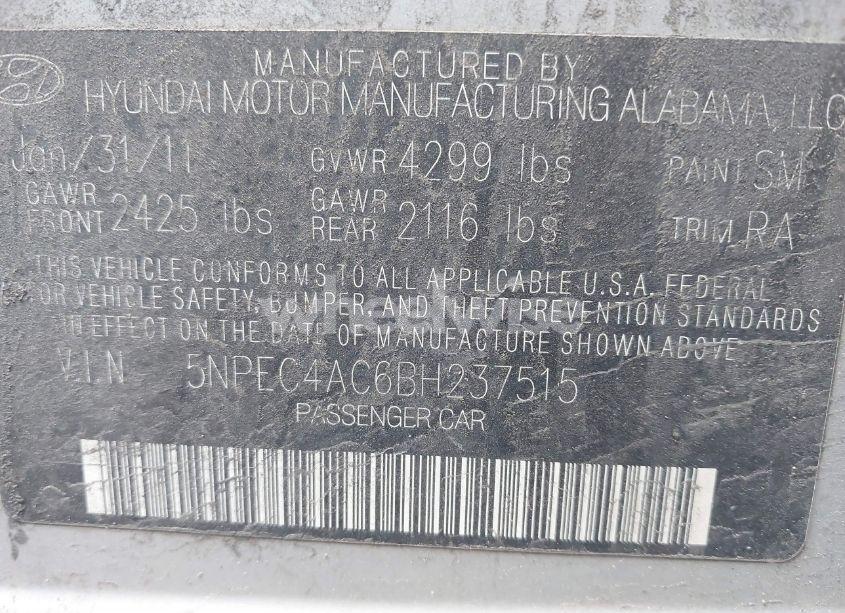 MANUFACTURED BY
HYUNDAI MOTOR MANUFACTURING ALABAMA, LLC
Jan/31/11 GVWR 4299 lbs PAINT SM
GAWR FRONT 2425 lbs GAWR REAR 2116 lbs TRIM RA
THIS VEHICLE CONFORMS TO ALL APPLICABLE U.S.A. FEDERAL
OR VEHICLE SAFETY, BUMPER, AND THEFT PREVENTION STANDARDS
IN EFFECT ON THE DATE OF MANUFACTURE SHOWN ABOVE
V.I.N 5NPEC4AC6BH237515
PASSENGER CAR